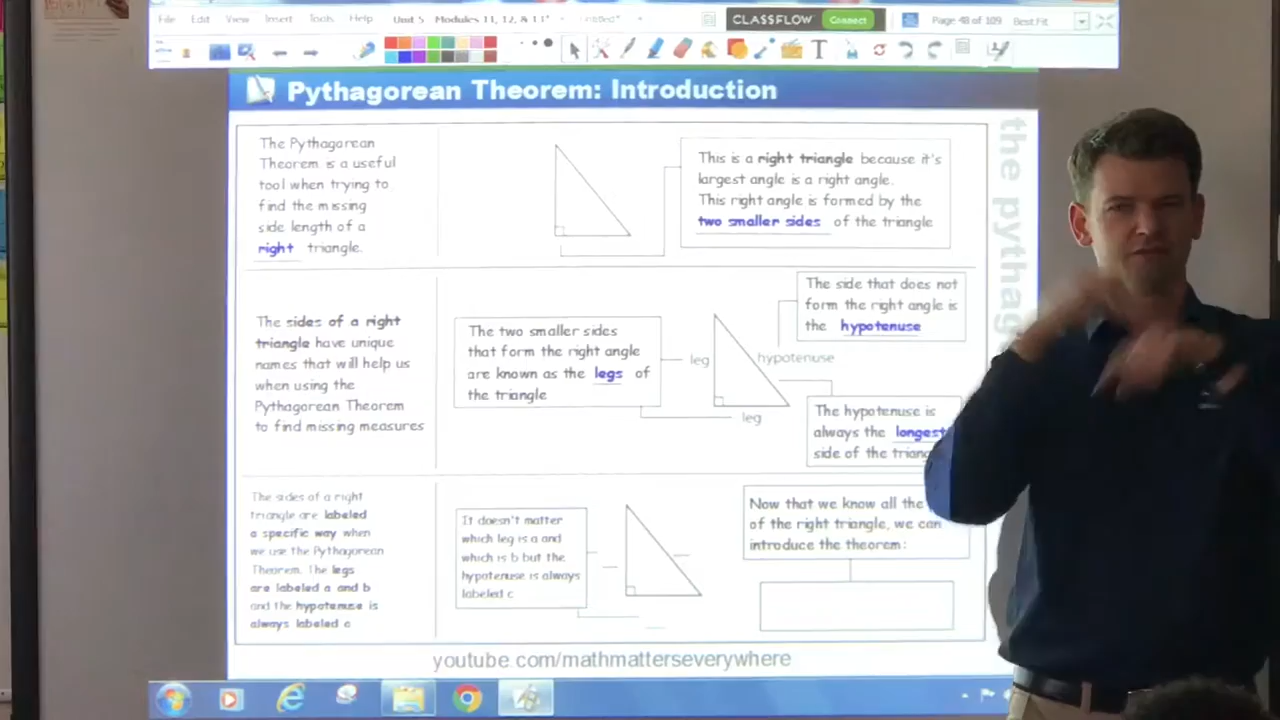 File Edit View Insert Tools Help Unit 5 Modules 11, 12, & 13
CLASSFLOW Connect
Page 48 of 109 Best Fit
Pythagorean Theorem: Introduction
The Pythagorean
Theorem is a useful
tool when trying to
find the missing
side length of a
right triangle.
This is a right triangle because it's
largest angle is a right angle.
This right angle is formed by the
two smaller sides of the triangle
The sides of a right
triangle have unique
names that will help us
when using the
Pythagorean Theorem
to find missing measures
The two smaller sides
that form the right angle
are known as the legs of
the triangle
leg
hypotenuse
leg
The side that does not
form the right angle is
the hypotenuse
The hypotenuse is
always the longest
side of the triang
The sides of a right
triangle are labeled
a specific way when
we use the Pythagorean
Theorem. The legs
are labeled a and b
and the hypotenuse is
always labeled c
It doesn't matter
which leg is a and
which is b but the
hypotenuse is always
labeled c
Now that we know all the
of the right triangle, we can
introduce the theorem:
the pythag
youtube.com/mathmatterseverywhere